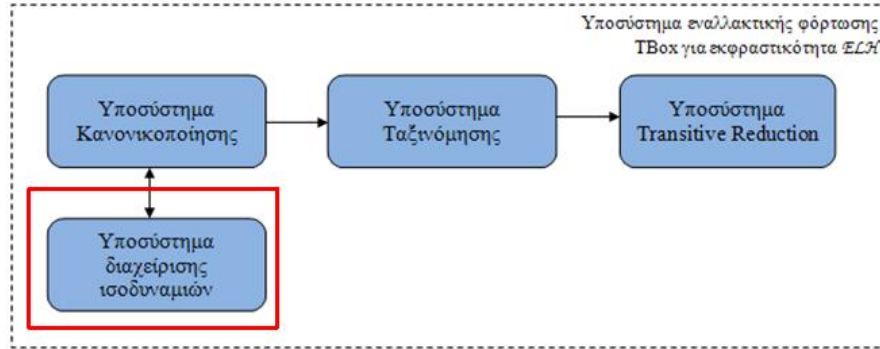 Υποσύστημα εναλλακτικής φόρτωσης
TBox για εκφραστικότητα ELH
Υποσύστημα
Κανονικοποίησης
Υποσύστημα
Ταξινόμησης
Υποσύστημα
Transitive Reduction
Υποσύστημα
διαχείρισης
ισοδυναμιών